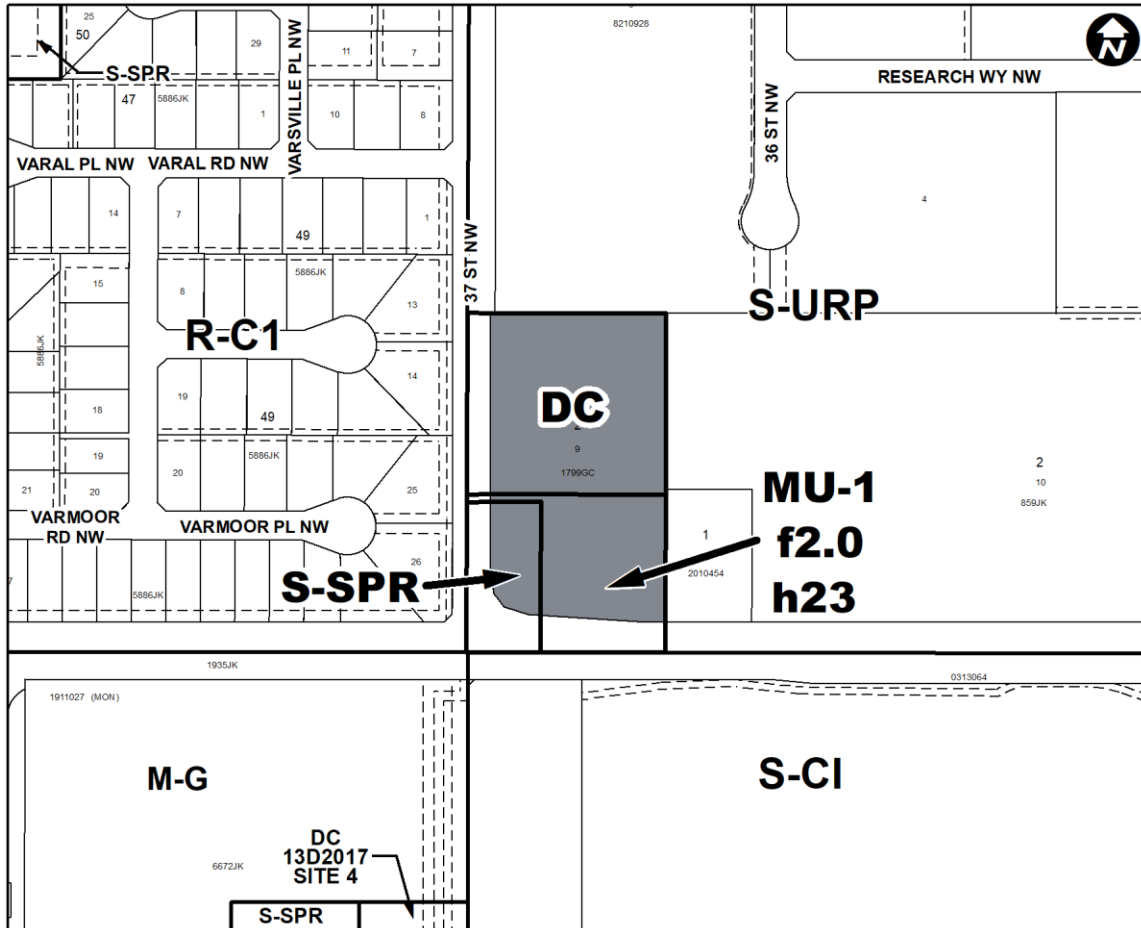 25
50
29
11
7
8210928
N
S-SPR
RESEARCH WY NW
47
5886JK
1
10
8
VARSVILLE PL NW
36 ST NW
VARAL PL NW
VARAL RD NW
14
7
49
1
4
37 ST NW
5886JK
15
8
13
S-URP
R-C1
5886JK
14
19
18
49
DC
9
1799GC
19
5886JK
20
25
2
10
859JK
21
20
MU-1
f2.0
h23
VARMOOR
RD NW
VARMOOR PL NW
1
2010454
26
S-SPR
5886JK
1935JK
0313064
1911027 (MON)
M-G
S-CI
DC
13D2017
SITE 4
6672JK
S-SPR